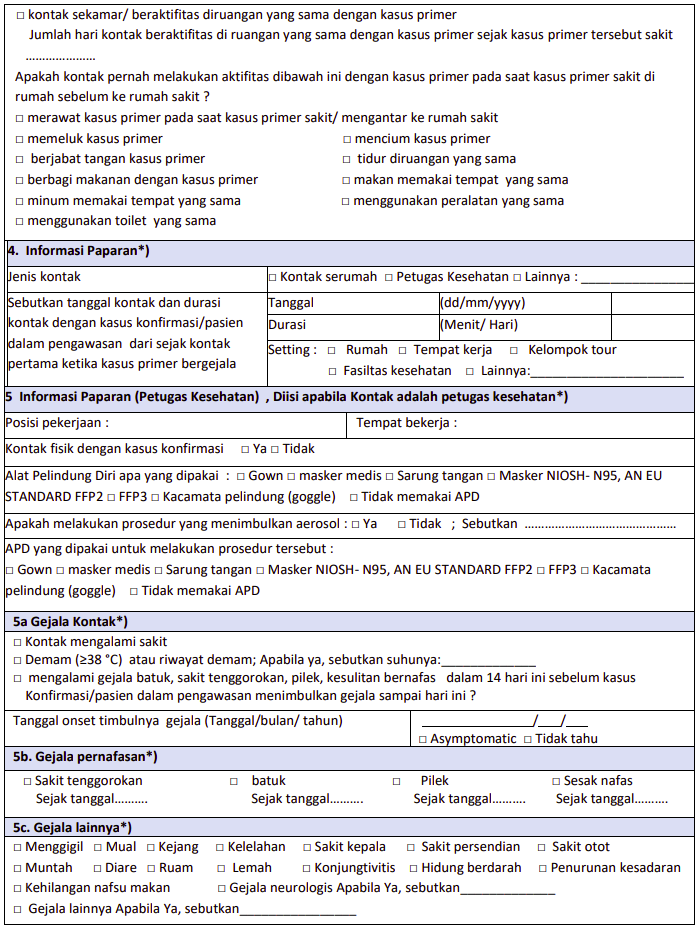 □ kontak sekamar/ beraktifitas diruangan yang sama dengan kasus primer
Jumlah hari kontak beraktifitas di ruangan yang sama dengan kasus primer sejak kasus primer tersebut sakit
…………………
Apakah kontak pernah melakukan aktifitas dibawah ini dengan kasus primer pada saat kasus primer sakit di
rumah sebelum ke rumah sakit ?
□ merawat kasus primer pada saat kasus primer sakit/ mengantar ke rumah sakit
□ memeluk kasus primer □ mencium kasus primer
□ berjabat tangan kasus primer □ tidur diruangan yang sama
□ berbagi makanan dengan kasus primer □ makan memakai tempat yang sama
□ minum memakai tempat yang sama □ menggunakan peralatan yang sama
□ menggunakan toilet yang sama
4. Informasi Paparan*)
Jenis kontak □ Kontak serumah □ Petugas Kesehatan □ Lainnya : _______________
Sebutkan tanggal kontak dan durasi Tanggal (dd/mm/yyyy)
kontak dengan kasus konfirmasi/pasien Durasi (Menit/ Hari)
dalam pengawasan dari sejak kontak Setting : □ Rumah □ Tempat kerja □ Kelompok tour
pertama ketika kasus primer bergejala □ Fasiltas kesehatan □ Lainnya:____________________
5 Informasi Paparan (Petugas Kesehatan) , Diisi apabila Kontak adalah petugas kesehatan*)
Posisi pekerjaan : Tempat bekerja :
Kontak fisik dengan kasus konfirmasi □ Ya □ Tidak
Alat Pelindung Diri apa yang dipakai : □ Gown □ masker medis □ Sarung tangan □ Masker NIOSH- N95, AN EU
STANDARD FFP2 □ FFP3 □ Kacamata pelindung (goggle) □ Tidak memakai APD
Apakah melakukan prosedur yang menimbulkan aerosol : □ Ya □ Tidak ; Sebutkan ……………………………………….
APD yang dipakai untuk melakukan prosedur tersebut :
□ Gown □ masker medis □ Sarung tangan □ Masker NIOSH- N95, AN EU STANDARD FFP2 □ FFP3 □ Kacamata
pelindung (goggle) □ Tidak memakai APD
5a Gejala Kontak*)
□ Kontak mengalami sakit
□ Demam (≥38 °C) atau riwayat demam; Apabila ya, sebutkan suhunya:____________
□ mengalami gejala batuk, sakit tenggorokan, pilek, kesulitan bernafas dalam 14 hari ini sebelum kasus
Konfirmasi/pasien dalam pengawasan menimbulkan gejala sampai hari ini ?
Tanggal onset timbulnya gejala (Tanggal/bulan/ tahun) ______________/___/___
□ Asymptomatic □ Tidak tahu
5b. Gejala pernafasan*)
□ Sakit tenggorokan □ batuk □ Pilek □ Sesak nafas
Sejak tanggal………. Sejak tanggal………. Sejak tanggal………. Sejak tanggal……….
5c. Gejala lainnya*)
□ Menggigil □ Mual □ Kejang □ Kelelahan □ Sakit kepala □ Sakit persendian □ Sakit otot
□ Muntah □ Diare □ Ruam □ Lemah □ Konjungtivitis □ Hidung berdarah □ Penurunan kesadaran
□ Kehilangan nafsu makan □ Gejala neurologis Apabila Ya, sebutkan____________
□ Gejala lainnya Apabila Ya, sebutkan_______________